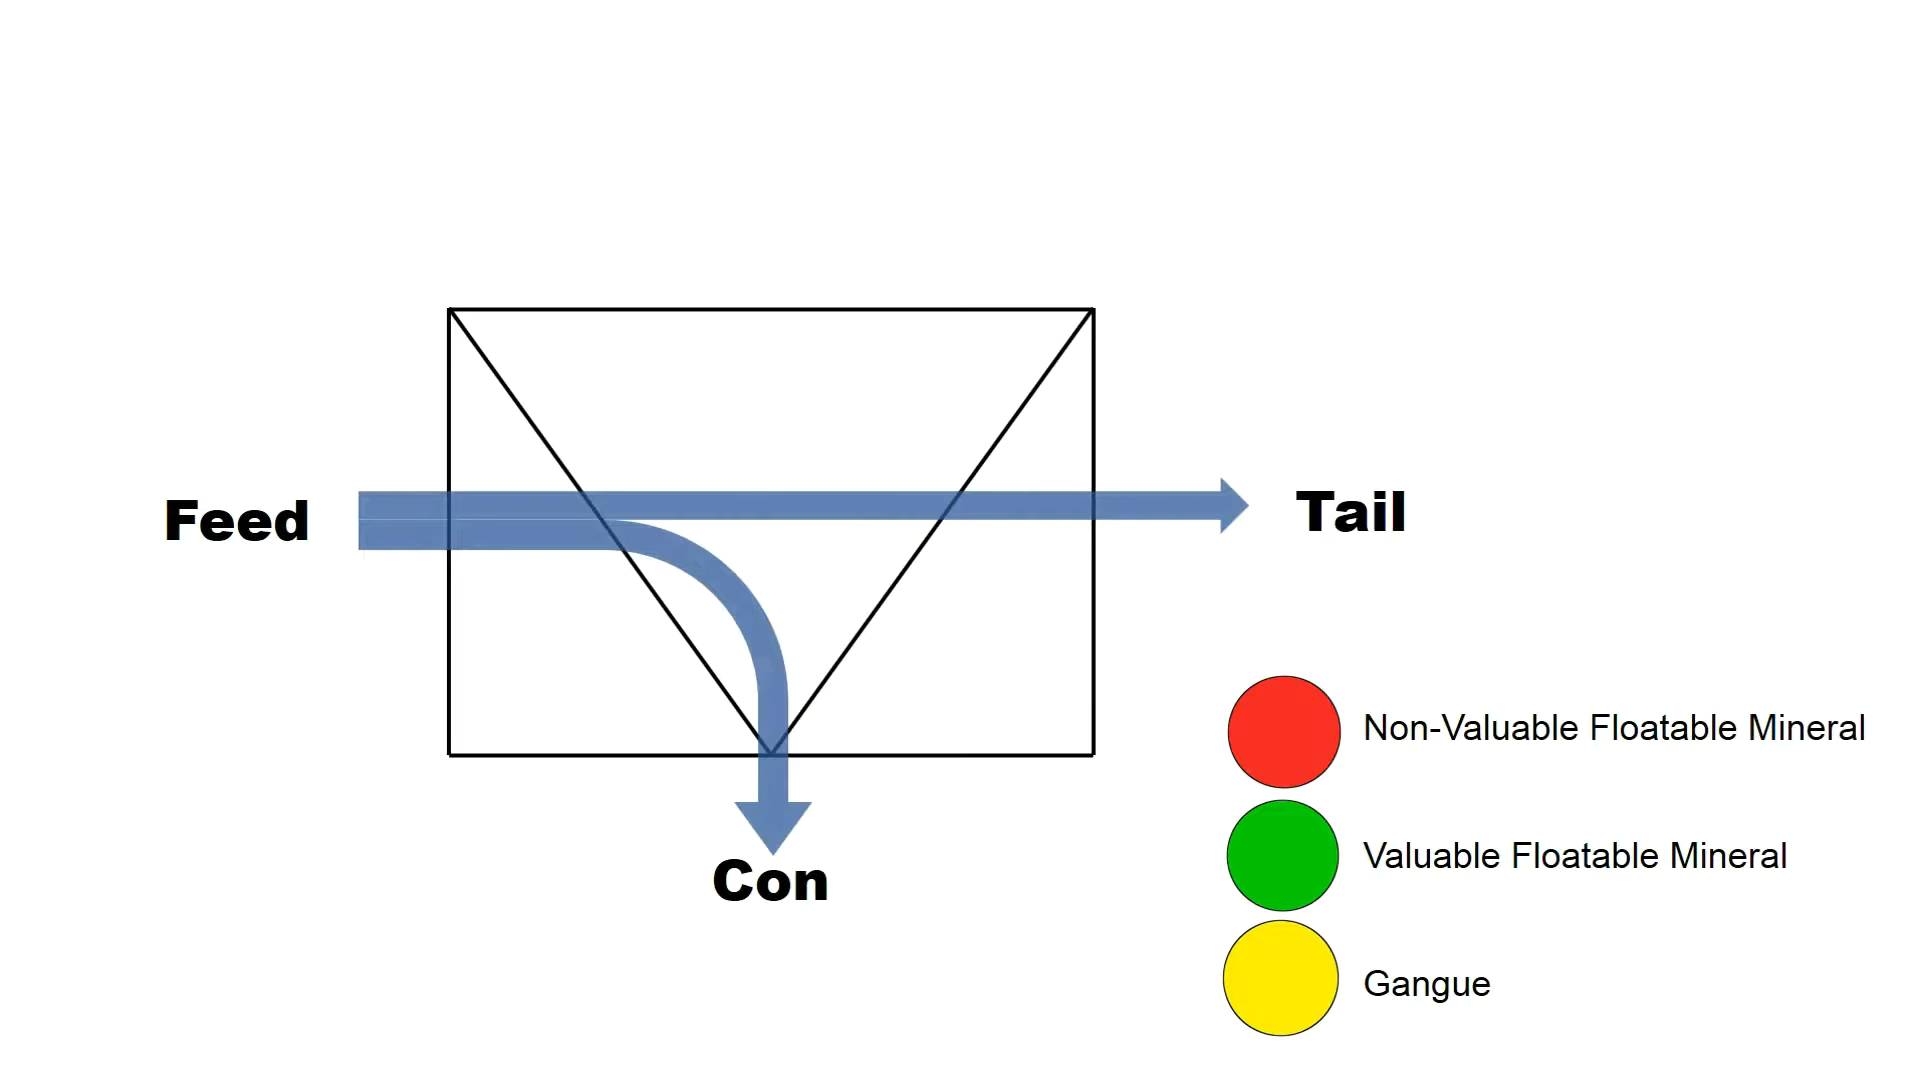 Feed
Tail
Con
Non-Valuable Floatable Mineral
Valuable Floatable Mineral
Gangue